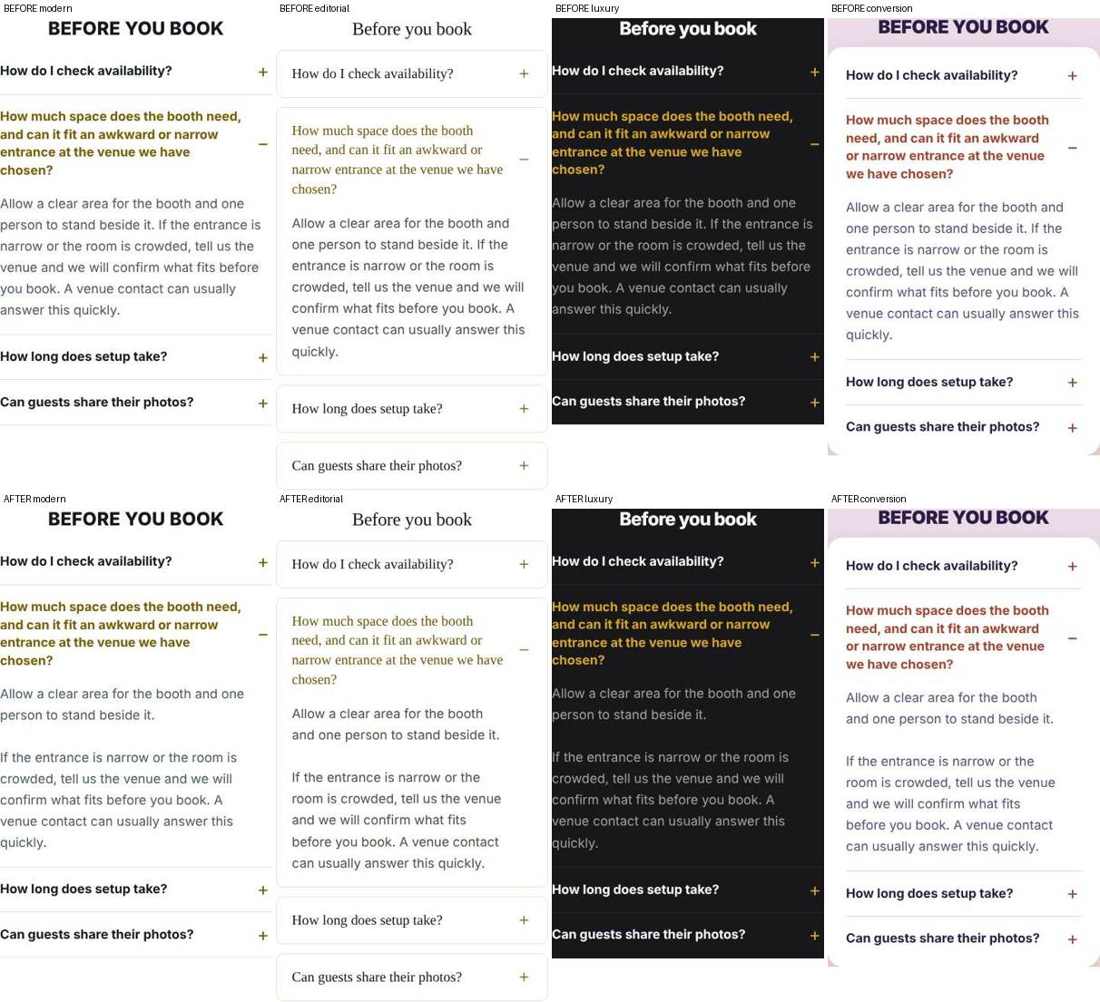 BEFORE modern
BEFORE YOU BOOK
How do I check availability?
+
How much space does the booth need,
and can it fit an awkward or narrow
entrance at the venue we have
chosen?
−
Allow a clear area for the booth and one
person to stand beside it. If the entrance is
narrow or the room is crowded, tell us the
venue and we will confirm what fits before
you book. A venue contact can usually
answer this quickly.
How long does setup take?
+
Can guests share their photos?
+
BEFORE editorial
Before you book
How do I check availability?
+
How much space does the booth
need, and can it fit an awkward or
narrow entrance at the venue we have
chosen?
−
Allow a clear area for the booth and
one person to stand beside it. If the
entrance is narrow or the room is
crowded, tell us the venue and we will
confirm what fits before you book. A
venue contact can usually answer this
quickly.
How long does setup take?
+
Can guests share their photos?
+
BEFORE luxury
Before you book
How do I check availability?
+
How much space does the booth need,
and can it fit an awkward or narrow
entrance at the venue we have
chosen?
−
Allow a clear area for the booth and one
person to stand beside it. If the entrance is
narrow or the room is crowded, tell us the
venue and we will confirm what fits before
you book. A venue contact can usually
answer this quickly.
How long does setup take?
+
Can guests share their photos?
+
BEFORE conversion
BEFORE YOU BOOK
How do I check availability?
+
How much space does the booth
need, and can it fit an awkward
or narrow entrance at the venue
we have chosen?
−
Allow a clear area for the booth and
one person to stand beside it. If the
entrance is narrow or the room is
crowded, tell us the venue and we will
confirm what fits before you book. A
venue contact can usually answer this
quickly.
How long does setup take?
+
Can guests share their photos?
+
AFTER modern
BEFORE YOU BOOK
How do I check availability?
+
How much space does the booth need,
and can it fit an awkward or narrow
entrance at the venue we have
chosen?
−
Allow a clear area for the booth and one
person to stand beside it.
If the entrance is narrow or the room is
crowded, tell us the venue and we will
confirm what fits before you book. A
venue contact can usually answer this
quickly.
How long does setup take?
+
Can guests share their photos?
+
AFTER editorial
Before you book
How do I check availability?
+
How much space does the booth
need, and can it fit an awkward or
narrow entrance at the venue we have
chosen?
−
Allow a clear area for the booth
and one person to stand beside it.
If the entrance is narrow or the
room is crowded, tell us the venue
and we will confirm what fits
before you book. A venue contact
can usually answer this quickly.
How long does setup take?
+
Can guests share their photos?
+
AFTER luxury
Before you book
How do I check availability?
+
How much space does the booth need,
and can it fit an awkward or narrow
entrance at the venue we have
chosen?
−
Allow a clear area for the booth and one
person to stand beside it.
If the entrance is narrow or the room is
crowded, tell us the venue and we will
confirm what fits before you book. A
venue contact can usually answer this
quickly.
How long does setup take?
+
Can guests share their photos?
+
AFTER conversion
BEFORE YOU BOOK
How do I check availability?
+
How much space does the booth
need, and can it fit an awkward
or narrow entrance at the venue
we have chosen?
−
Allow a clear area for the booth
and one person to stand beside it.
If the entrance is narrow or the
room is crowded, tell us the venue
and we will confirm what fits
before you book. A venue contact
can usually answer this quickly.
How long does setup take?
+
Can guests share their photos?
+